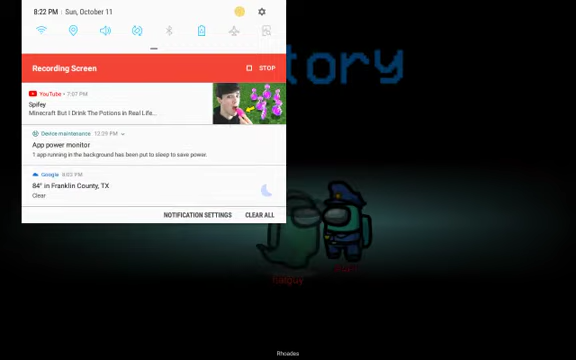 8:22 PM | Sun, October 11
Recording Screen
STOP
YouTube • 7:07 PM
Spifey
Minecraft But I Drink The Potions in Real Life...
Device maintenance 12:29 PM
App power monitor
1 app running in the background has been put to sleep to save power.
Google 8:03 PM
84° in Franklin County, TX
Clear
NOTIFICATION SETTINGS
CLEAR ALL
tory
Rhoades